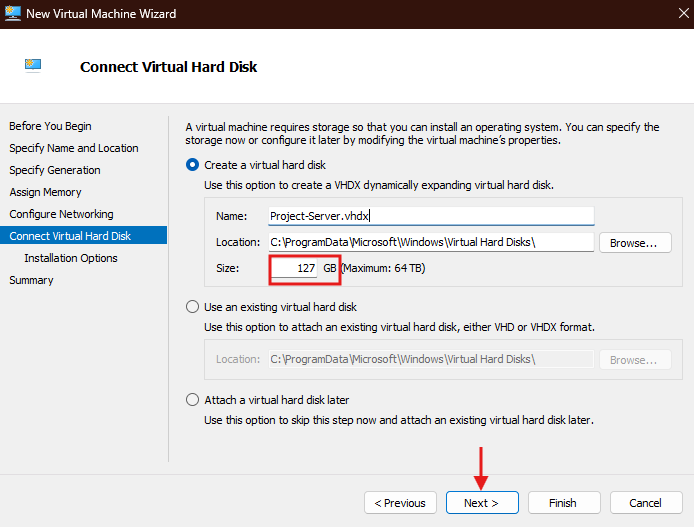 New Virtual Machine Wizard
Connect Virtual Hard Disk
Before You Begin
Specify Name and Location
Specify Generation
Assign Memory
Configure Networking
Connect Virtual Hard Disk
Installation Options
Summary
A virtual machine requires storage so that you can install an operating system. You can specify the
storage now or configure it later by modifying the virtual machine's properties.
Create a virtual hard disk
Use this option to create a VHDX dynamically expanding virtual hard disk.
Name: Project-Server.vhdx
Location: C:\ProgramData\Microsoft\Windows\Virtual Hard Disks\ Browse...
Size: 127 GB (Maximum: 64 TB)
Use an existing virtual hard disk
Use this option to attach an existing virtual hard disk, either VHD or VHDX format.
Location: C:\ProgramData\Microsoft\Windows\Virtual Hard Disks\ Browse...
Attach a virtual hard disk later
Use this option to skip this step now and attach an existing virtual hard disk later.
< Previous Next > Finish Cancel